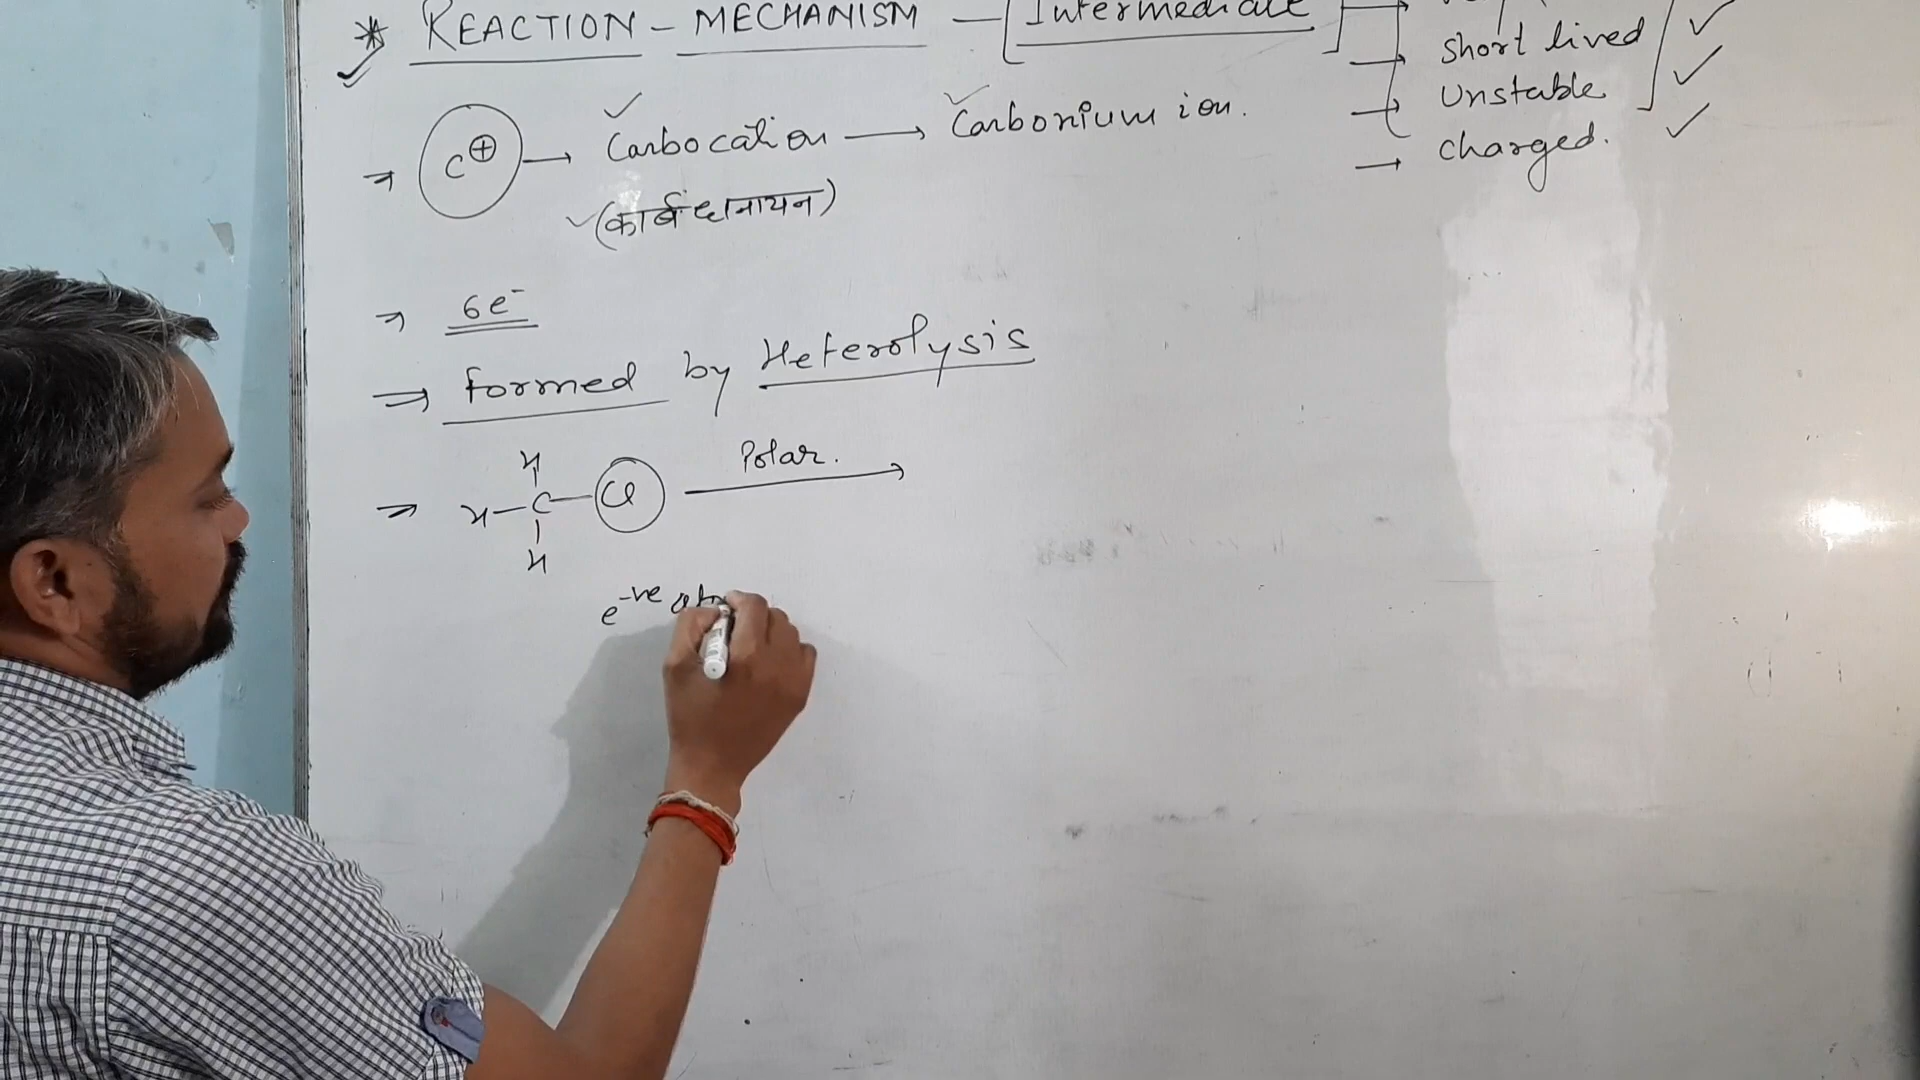 * REACTION - MECHANISM — [Intermediate] →
→ Short lived
→ Unstable
→ Charged.
→ C⊕ → Carbocation → Carbonium ion.
(कार्बधनायन)
→ 6e⁻
⇒ formed by Heterolysis
Polar.
H
⇒ H-C-Cl →
H
e⁻ᵛᵉ